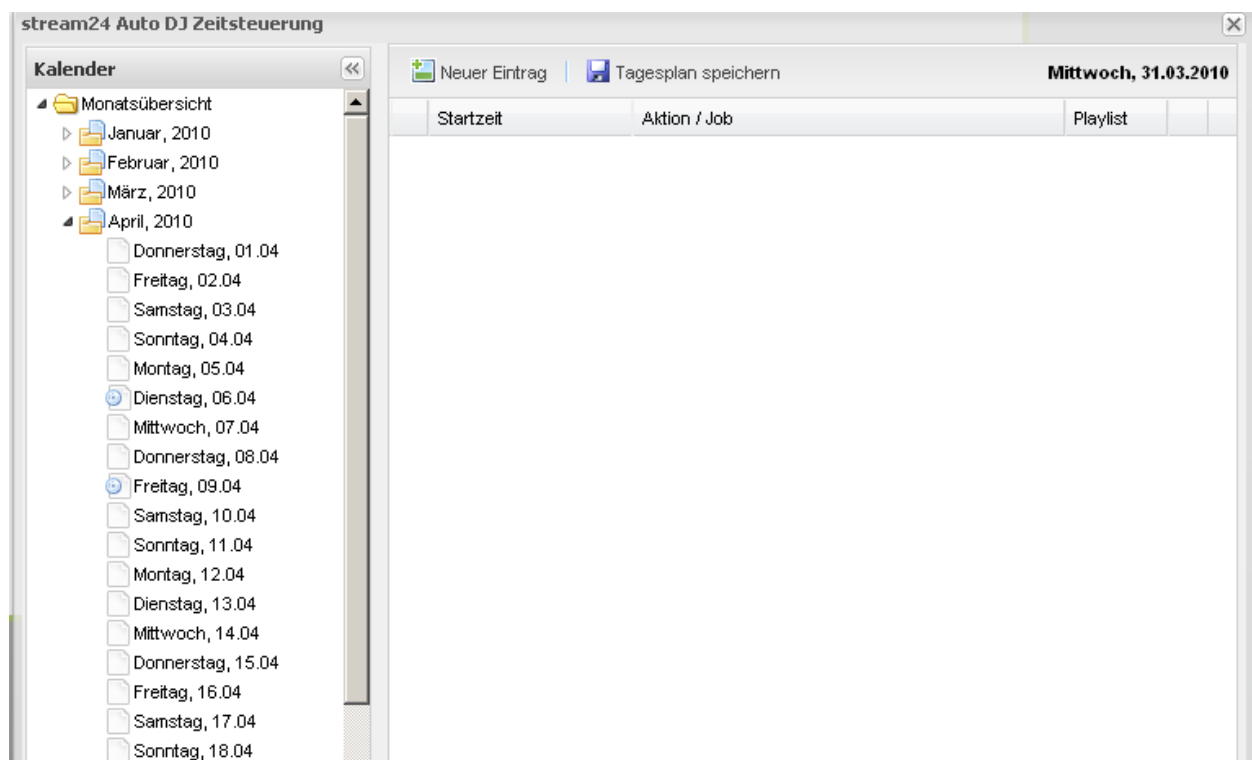 stream24 Auto DJ Zeitsteuerung
Kalender
Monatsübersicht
Januar, 2010
Februar, 2010
März, 2010
April, 2010
Donnerstag, 01.04
Freitag, 02.04
Samstag, 03.04
Sonntag, 04.04
Montag, 05.04
Dienstag, 06.04
Mittwoch, 07.04
Donnerstag, 08.04
Freitag, 09.04
Samstag, 10.04
Sonntag, 11.04
Montag, 12.04
Dienstag, 13.04
Mittwoch, 14.04
Donnerstag, 15.04
Freitag, 16.04
Samstag, 17.04
Sonntag, 18.04
Neuer Eintrag Tagesplan speichern Mittwoch, 31.03.2010
Startzeit Aktion / Job Playlist